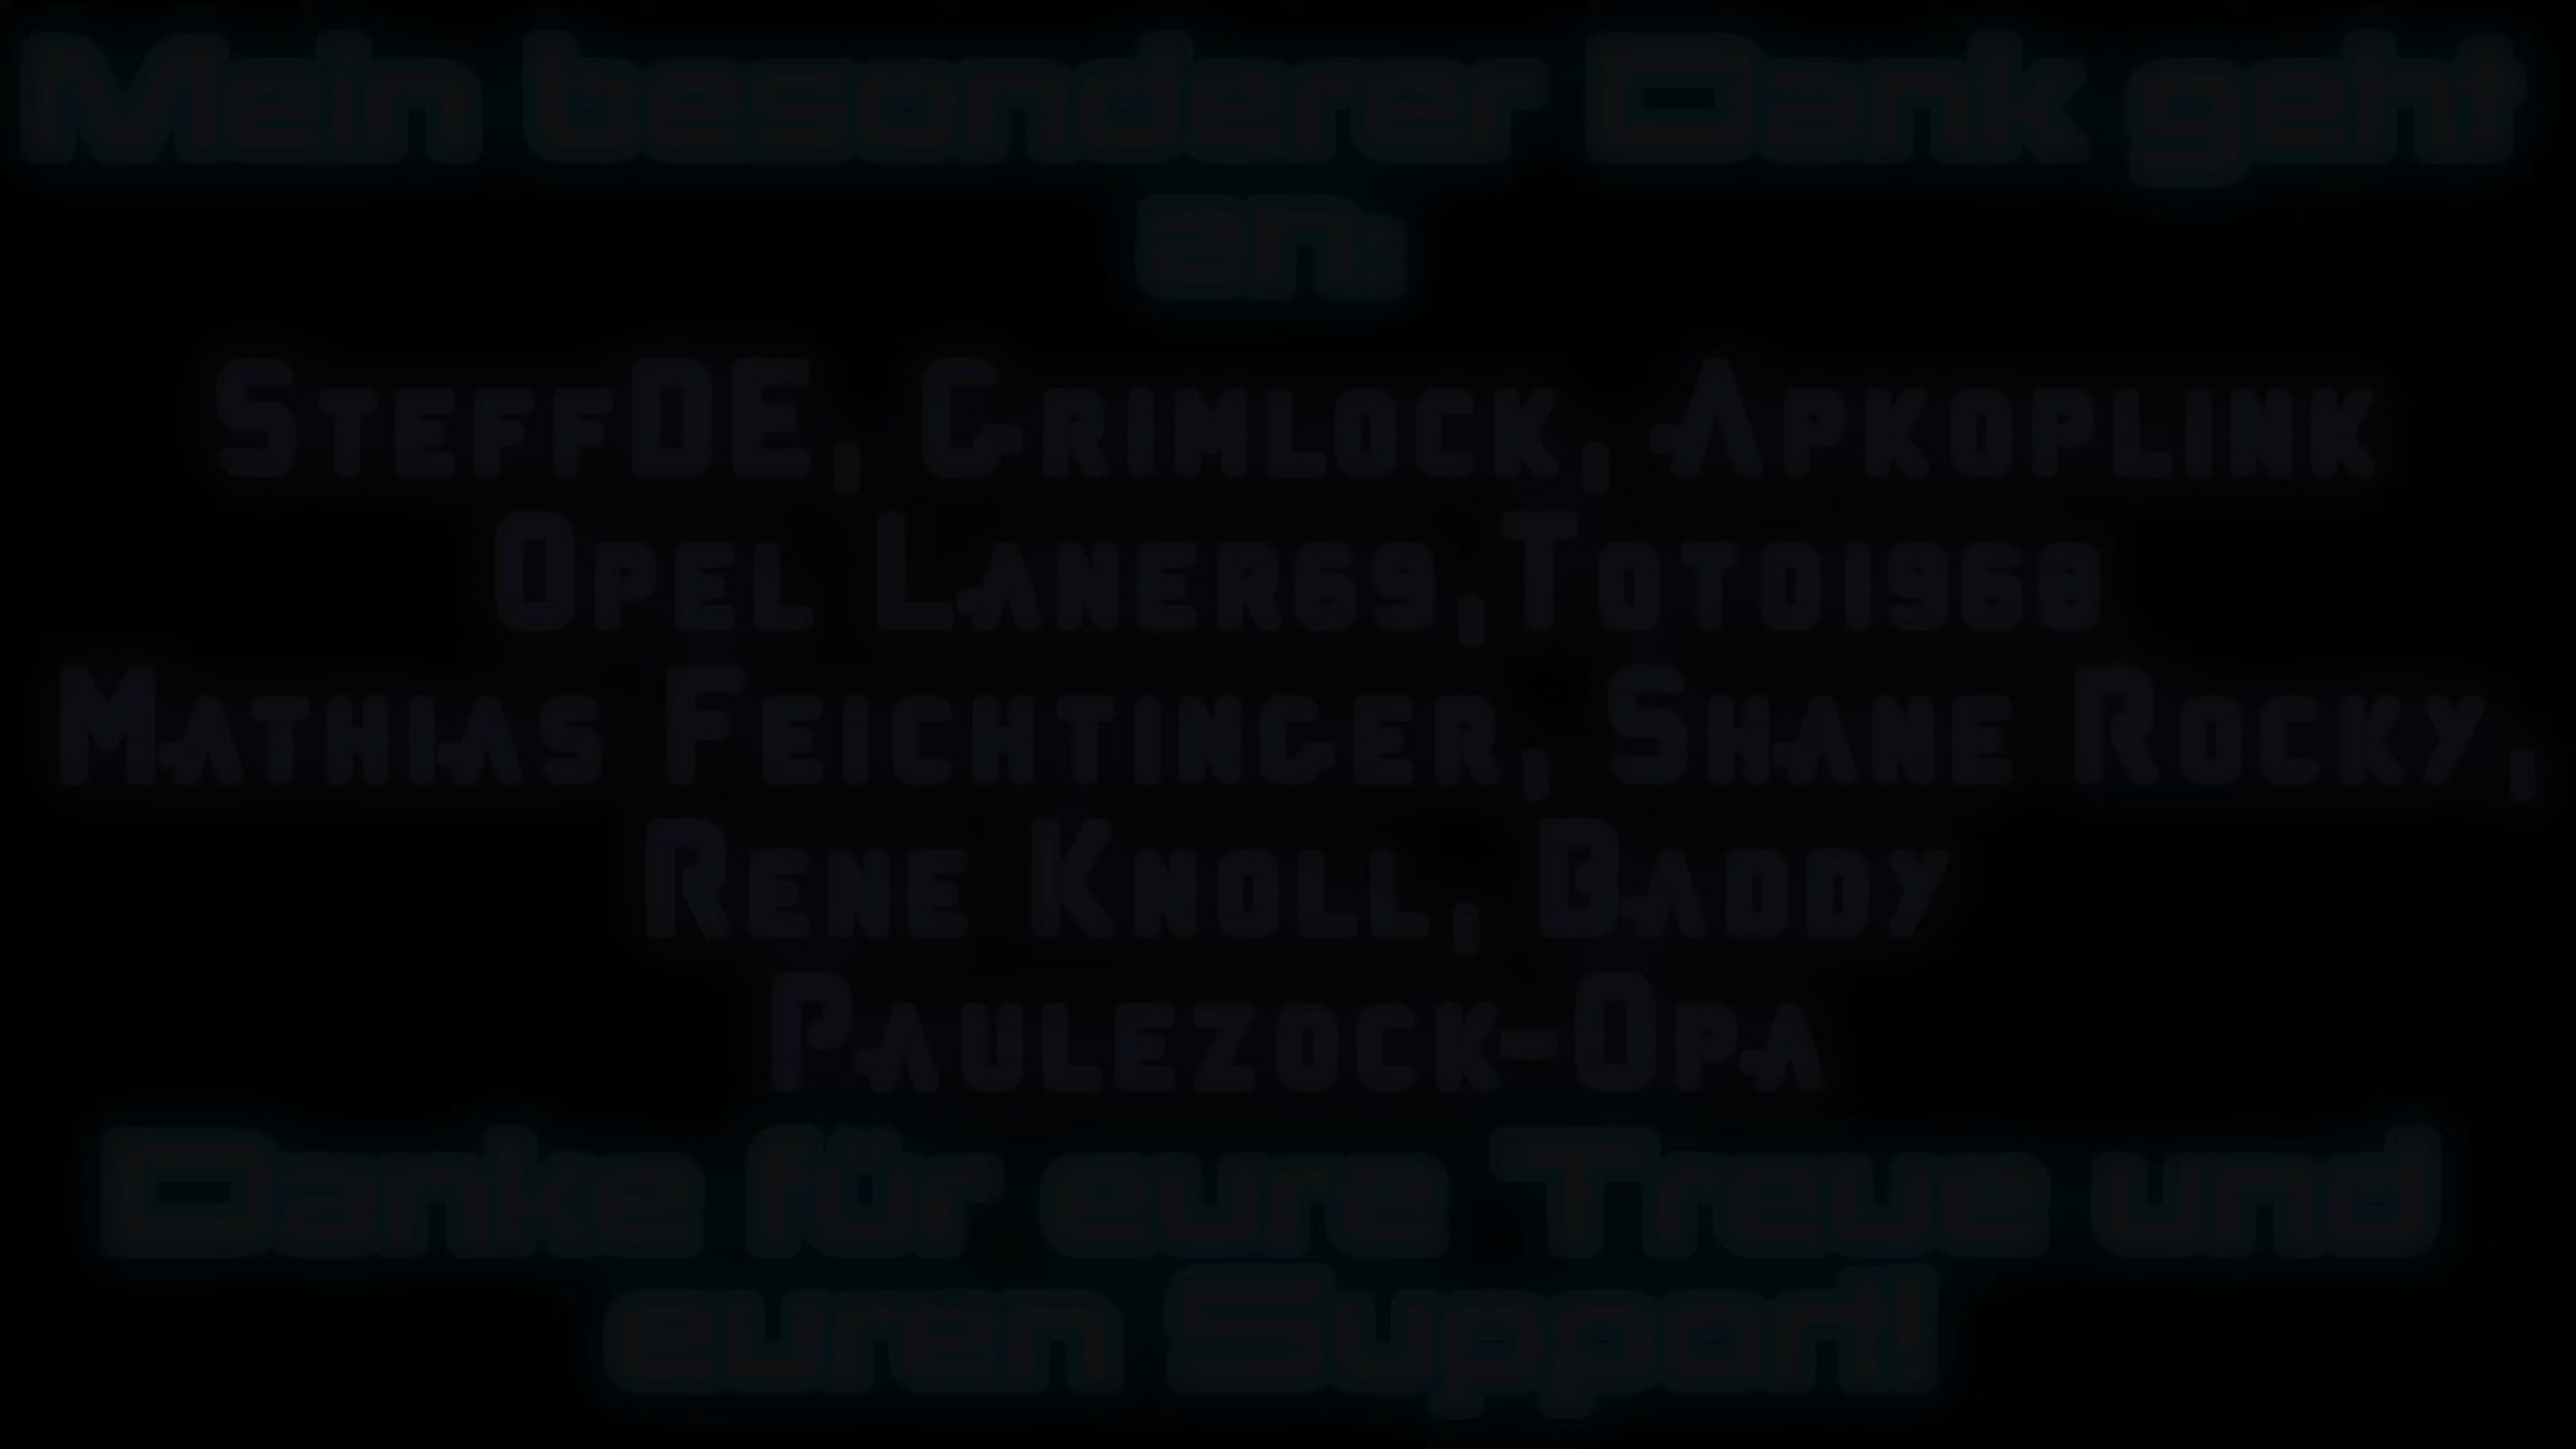 Mein besonderer Dank geht
an:
SteffDE, Grimlock, Apkoplink
Opel Laner69,Toto1968
Mathias Feichtinger, Shane Rocky,
Rene Knoll, Baddy
Paulezock-Opa
Danke für eure Treue und
euren Support!